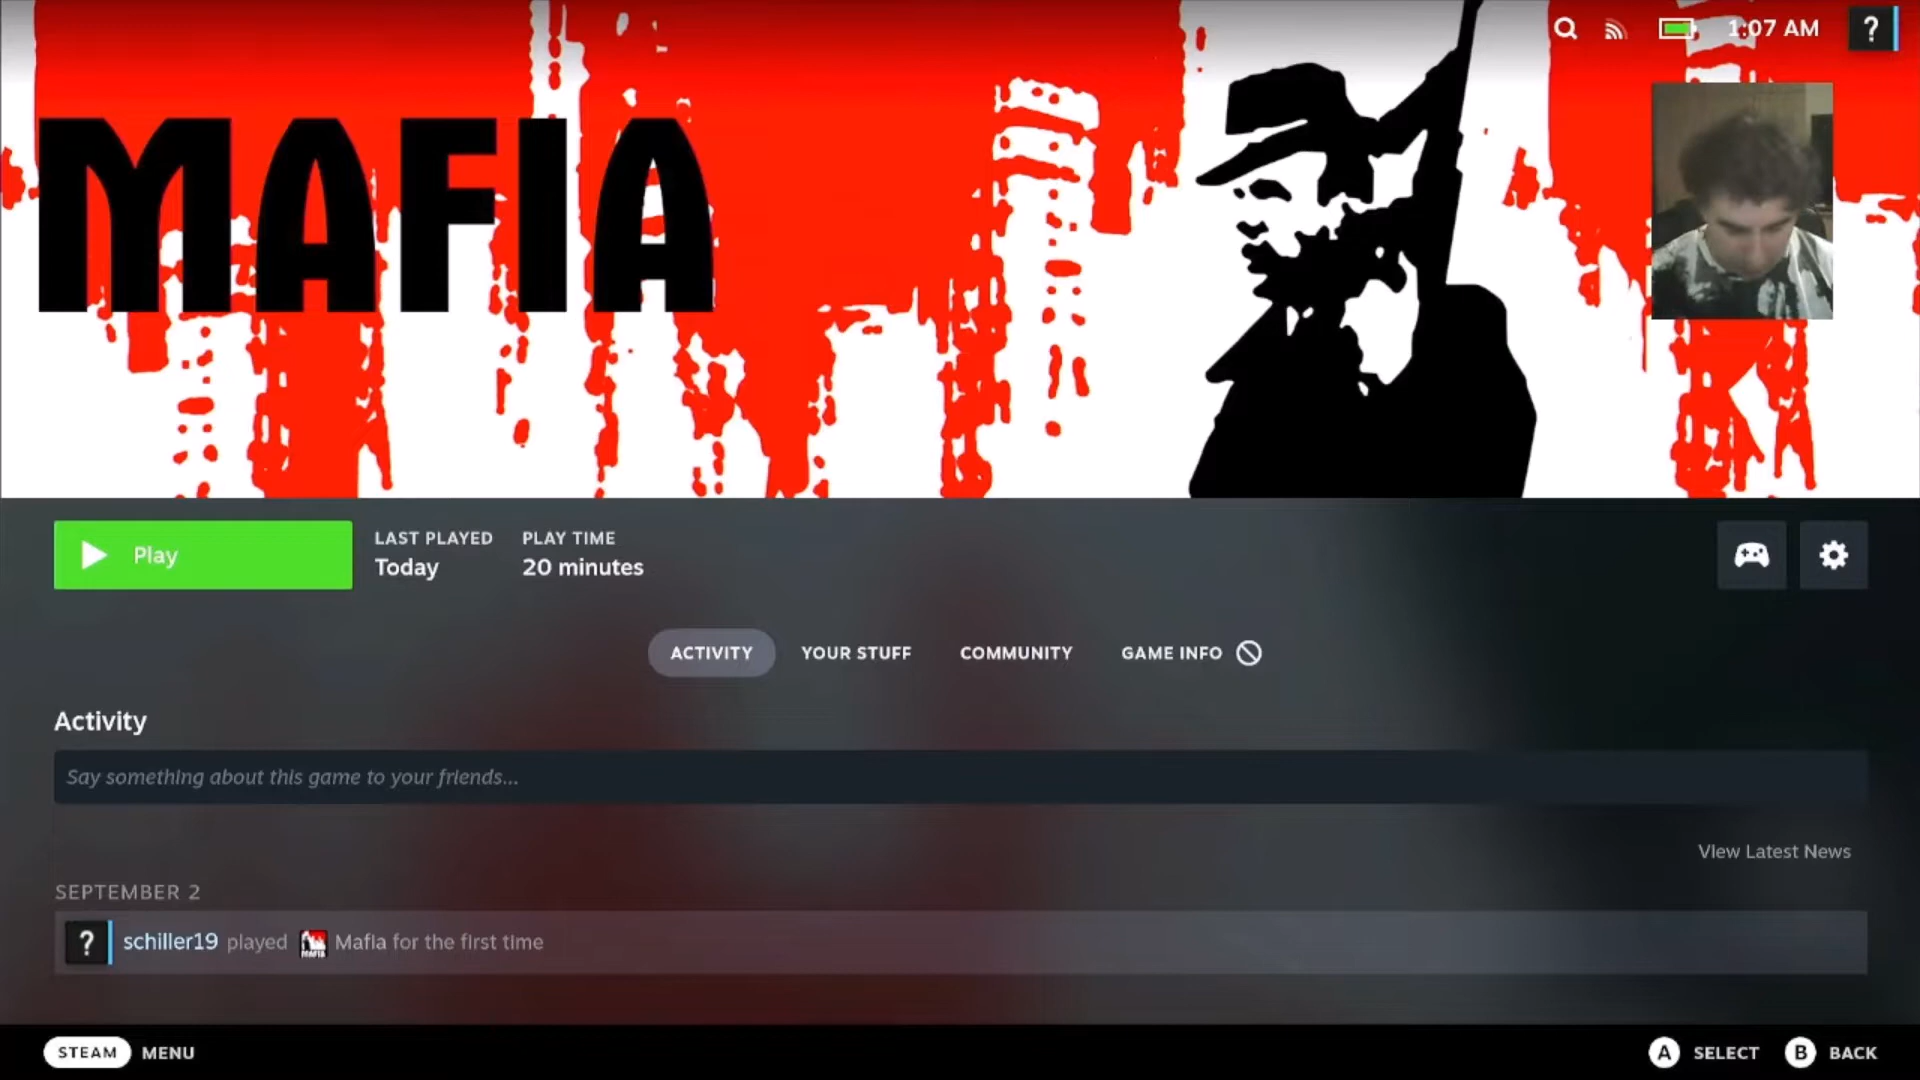 1:07 AM
?
MAFIA
Play
LAST PLAYED
Today
PLAY TIME
20 minutes
ACTIVITY
YOUR STUFF
COMMUNITY
GAME INFO
Activity
Say something about this game to your friends...
View Latest News
SEPTEMBER 2
? schiller19 played MAFIA Mafia for the first time
STEAM MENU
A SELECT B BACK